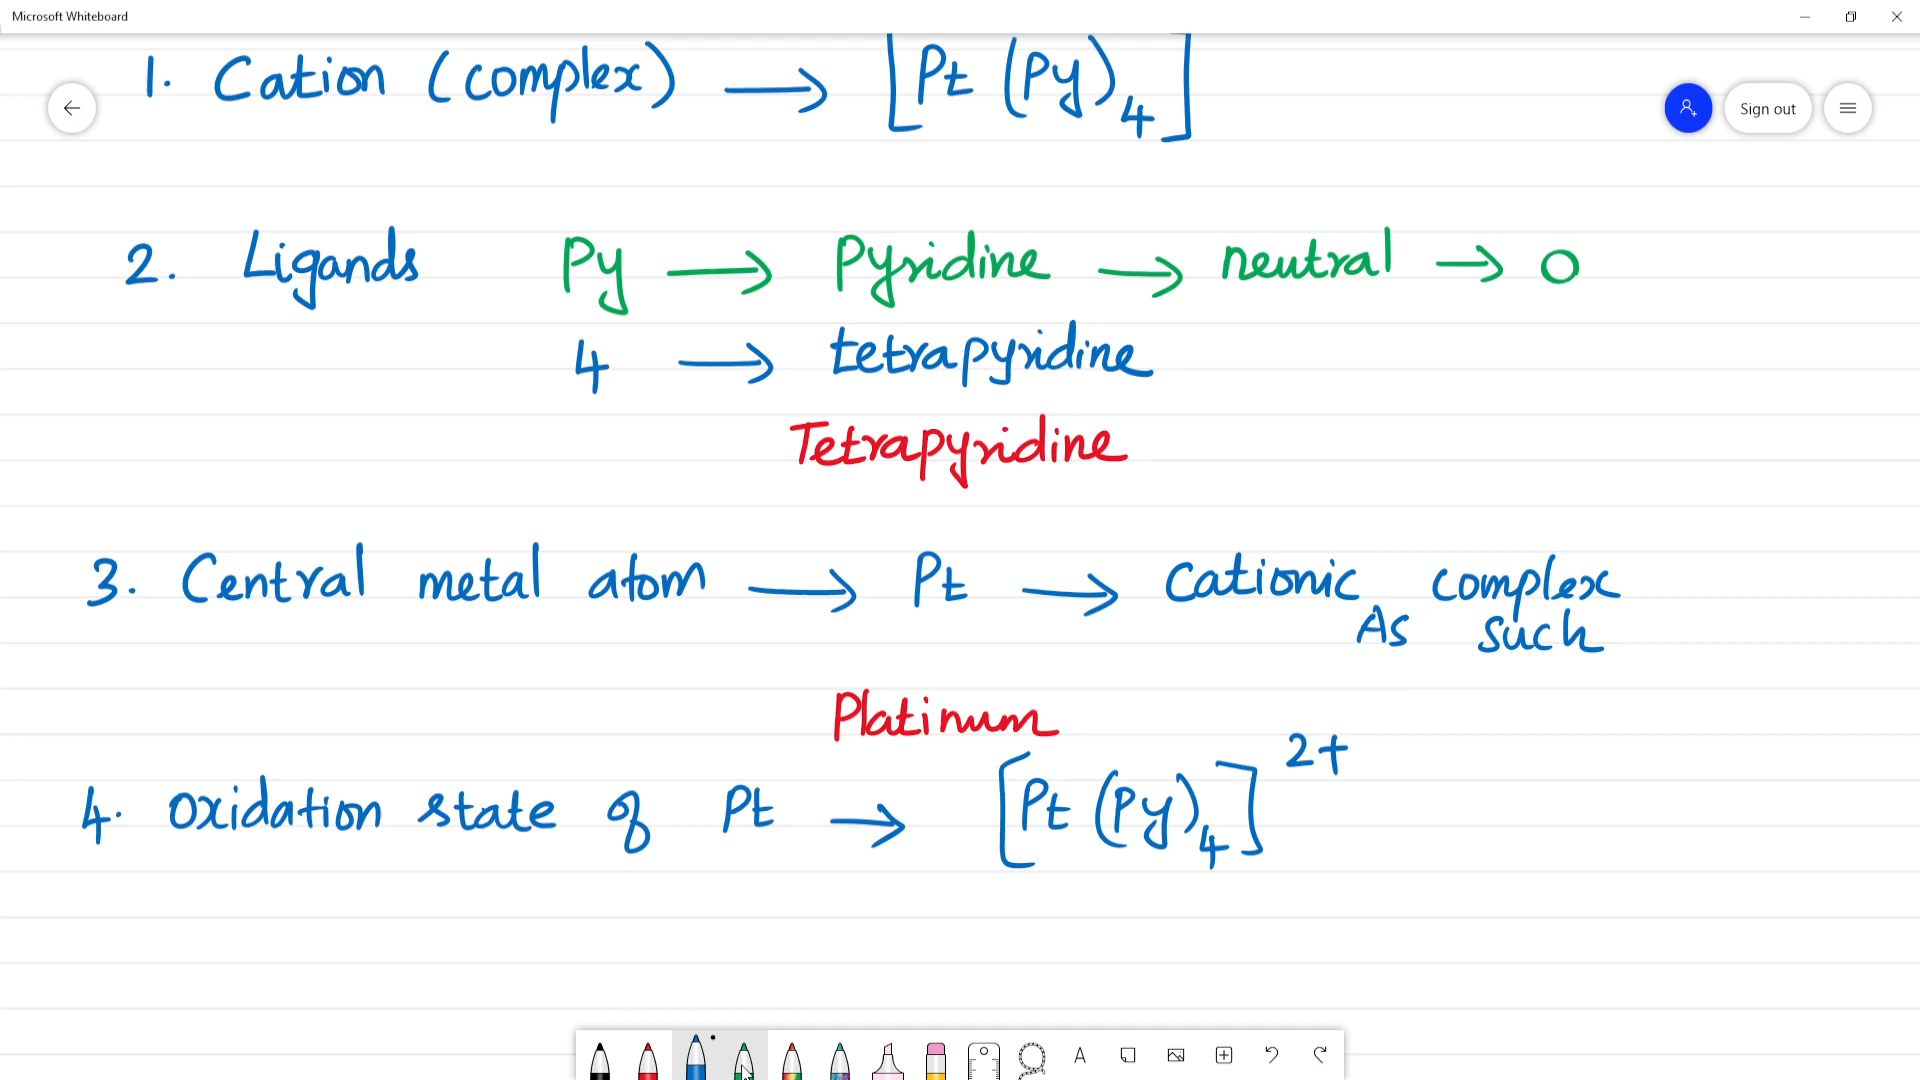 Microsoft Whiteboard
1. Cation (complex) → [Pt (Py)4]
Sign out
2. Ligands Py → Pyridine → neutral → 0
4 → tetrapyridine
Tetrapyridine
3. Central metal atom → Pt → Cationic complex
As such
Platinum
4. Oxidation state of Pt → [Pt (Py)4]2+